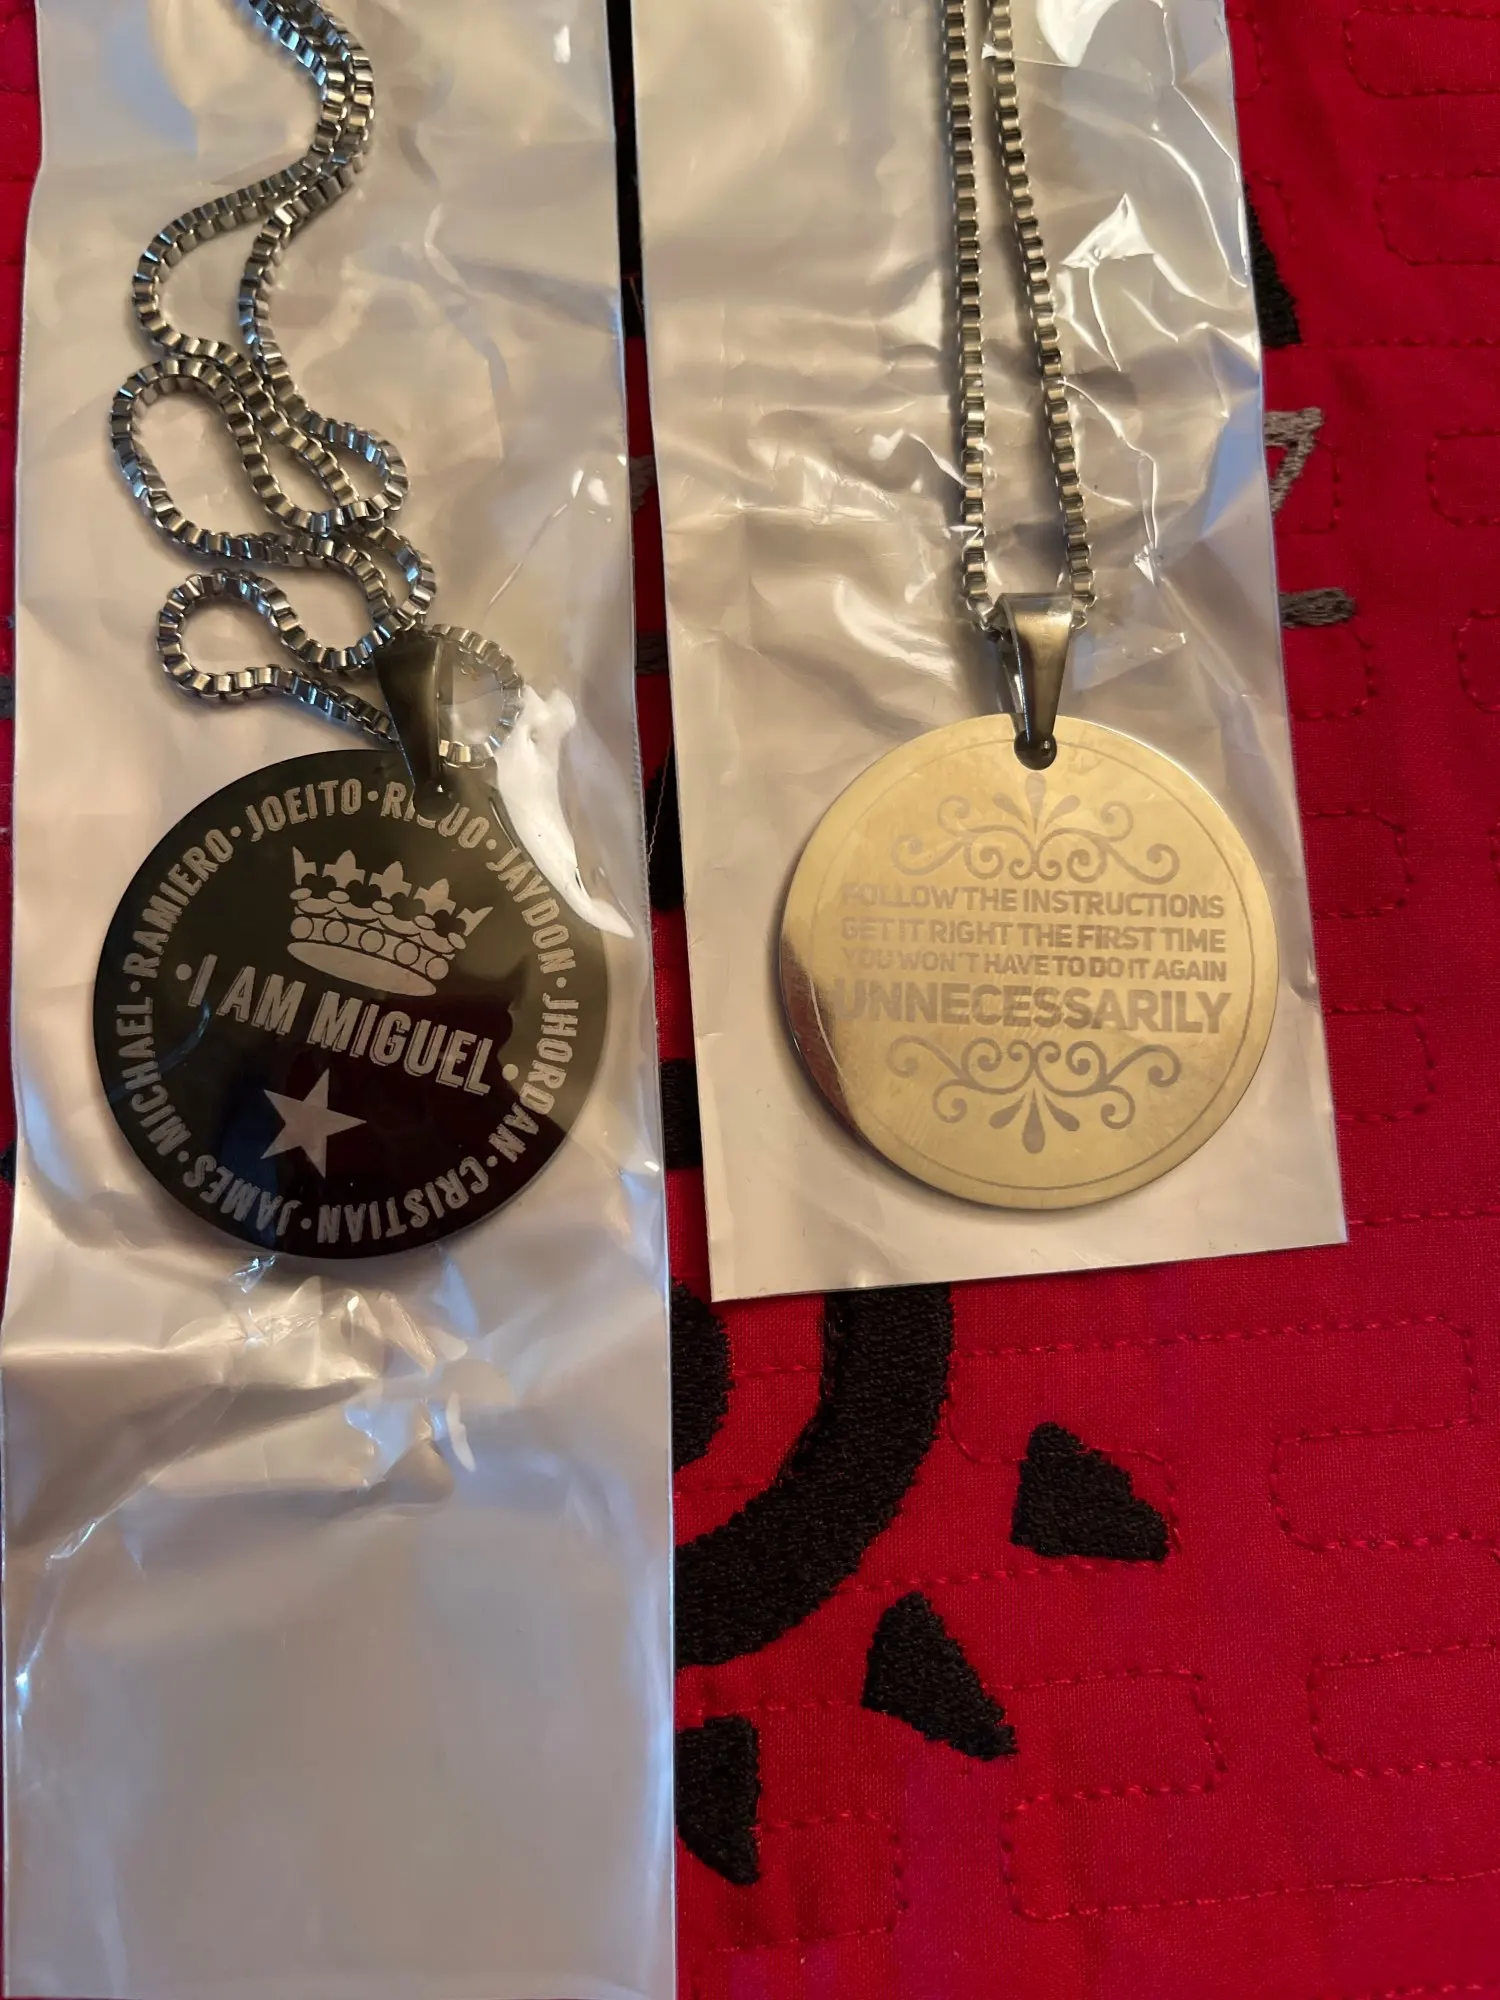 RAMIERO · JOEITO · · JAYDON · JHORDAN · CRISTIAN · JAMES · MICHAEL ·
· I AM MIGUEL ·
FOLLOW THE INSTRUCTIONS
GET IT RIGHT THE FIRST TIME
YOU WON'T HAVE TO DO IT AGAIN
UNNECESSARILY